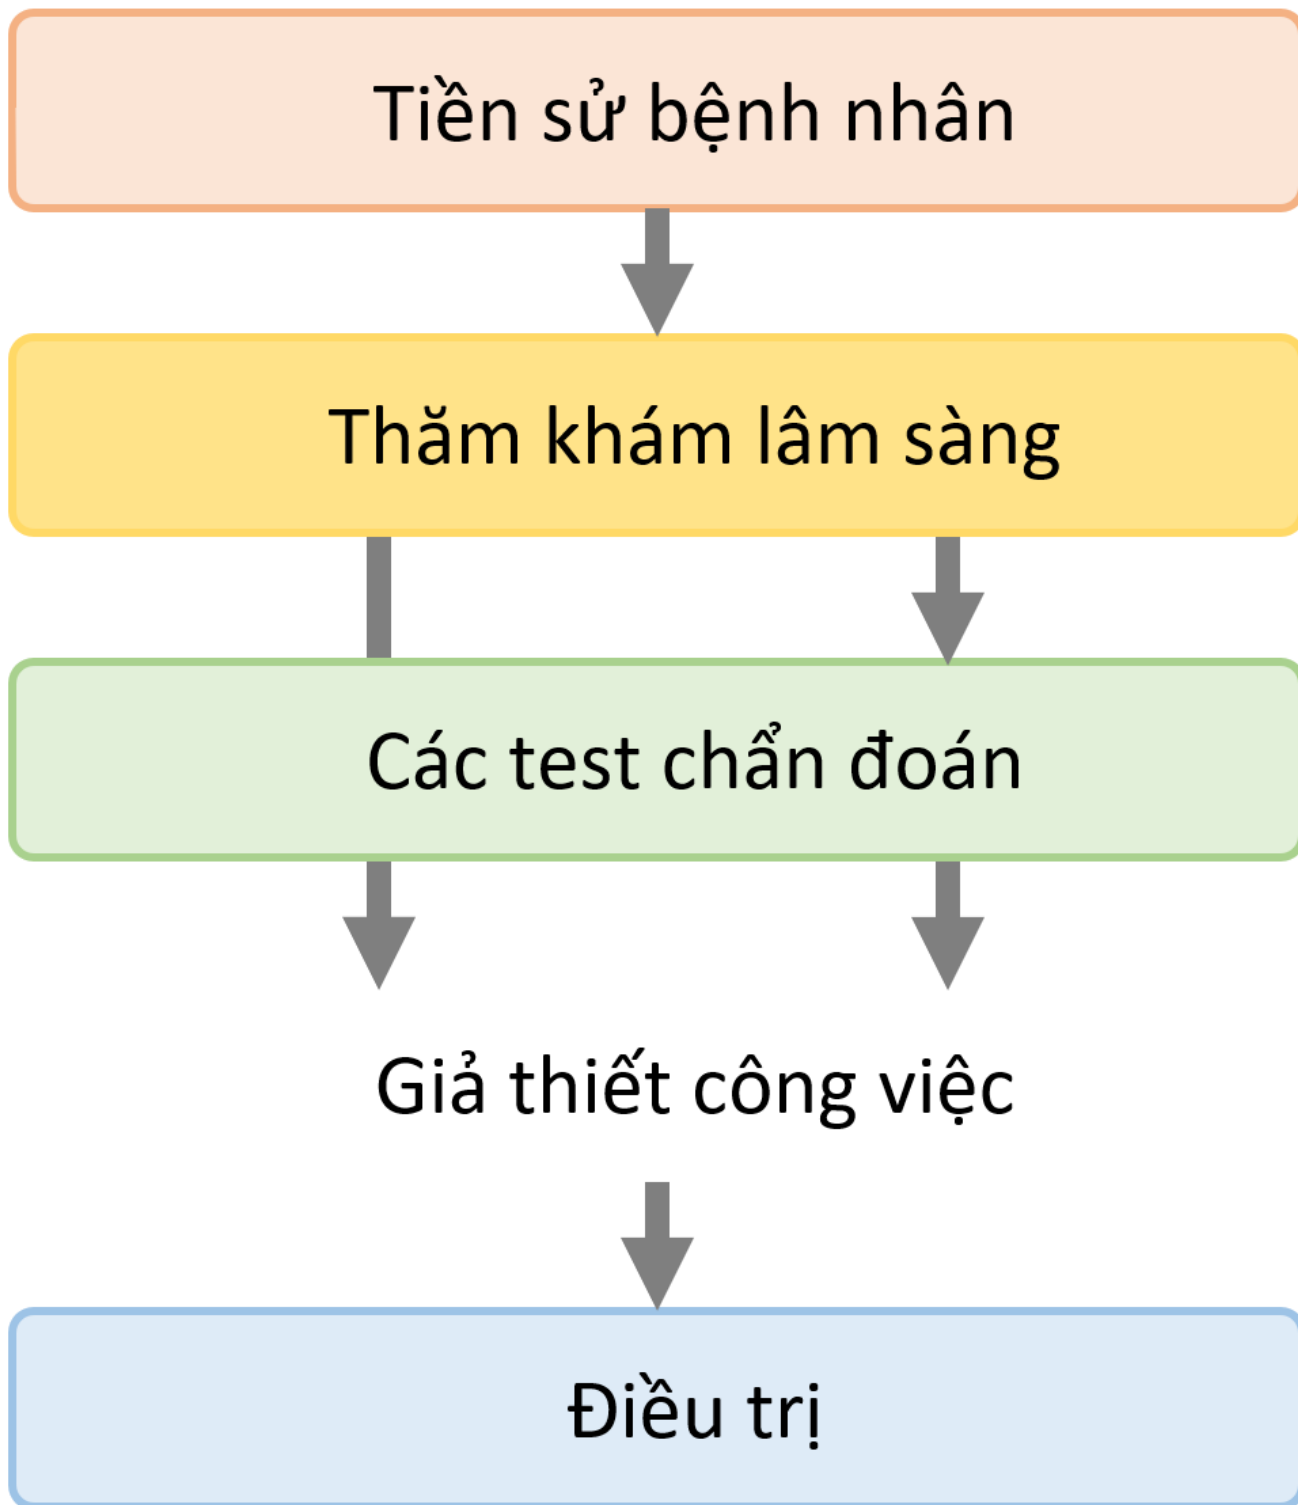 Tiền sử bệnh nhân
Thăm khám lâm sàng
Các test chẩn đoán
Giả thiết công việc
Điều trị